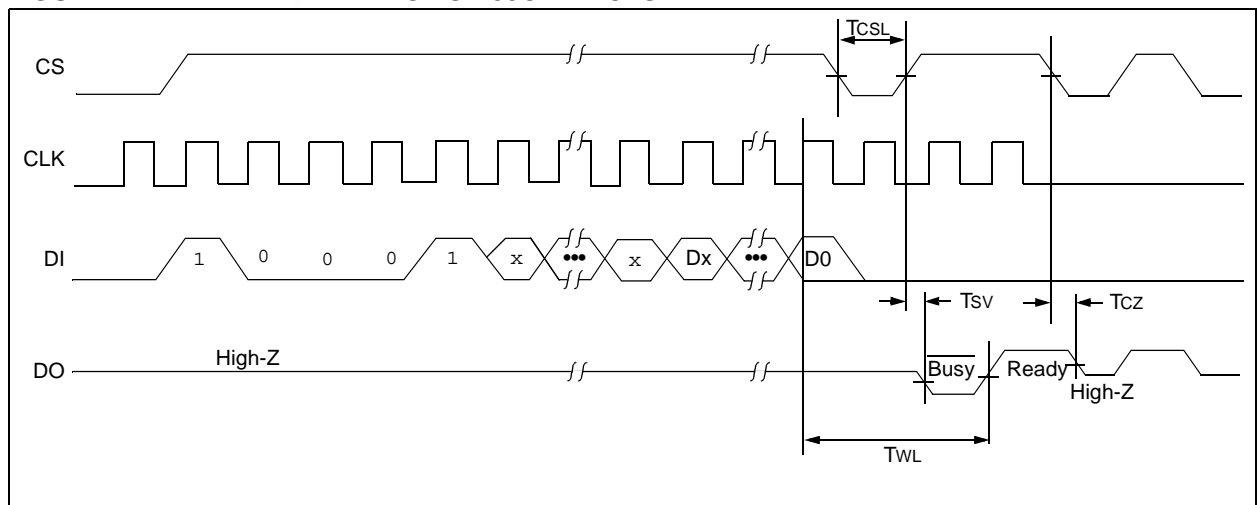 TCSL
CS
CLK
DI 1 0 0 0 1 x ••• x Dx ••• D0
TSV TCZ
High-Z
DO Busy Ready
High-Z
TWL